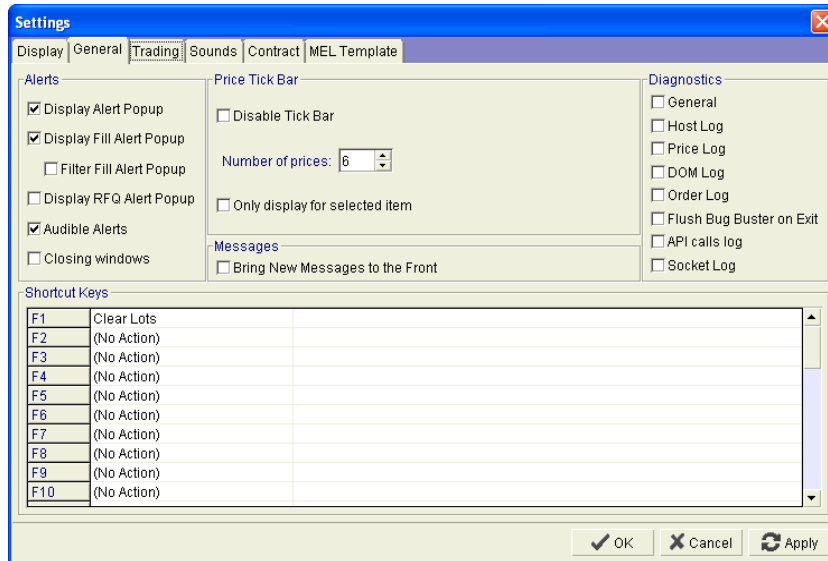 Settings
Display General Trading Sounds Contract MEL Template
Alerts
Display Alert Popup
Display Fill Alert Popup
Filter Fill Alert Popup
Display RFQ Alert Popup
Audible Alerts
Closing windows
Price Tick Bar
Disable Tick Bar
Number of prices: 6
Only display for selected item
Messages
Bring New Messages to the Front
Diagnostics
General
Host Log
Price Log
DOM Log
Order Log
Flush Bug Buster on Exit
API calls log
Socket Log
Shortcut Keys
F1 Clear Lots
F2 (No Action)
F3 (No Action)
F4 (No Action)
F5 (No Action)
F6 (No Action)
F7 (No Action)
F8 (No Action)
F9 (No Action)
F10 (No Action)
OK Cancel Apply